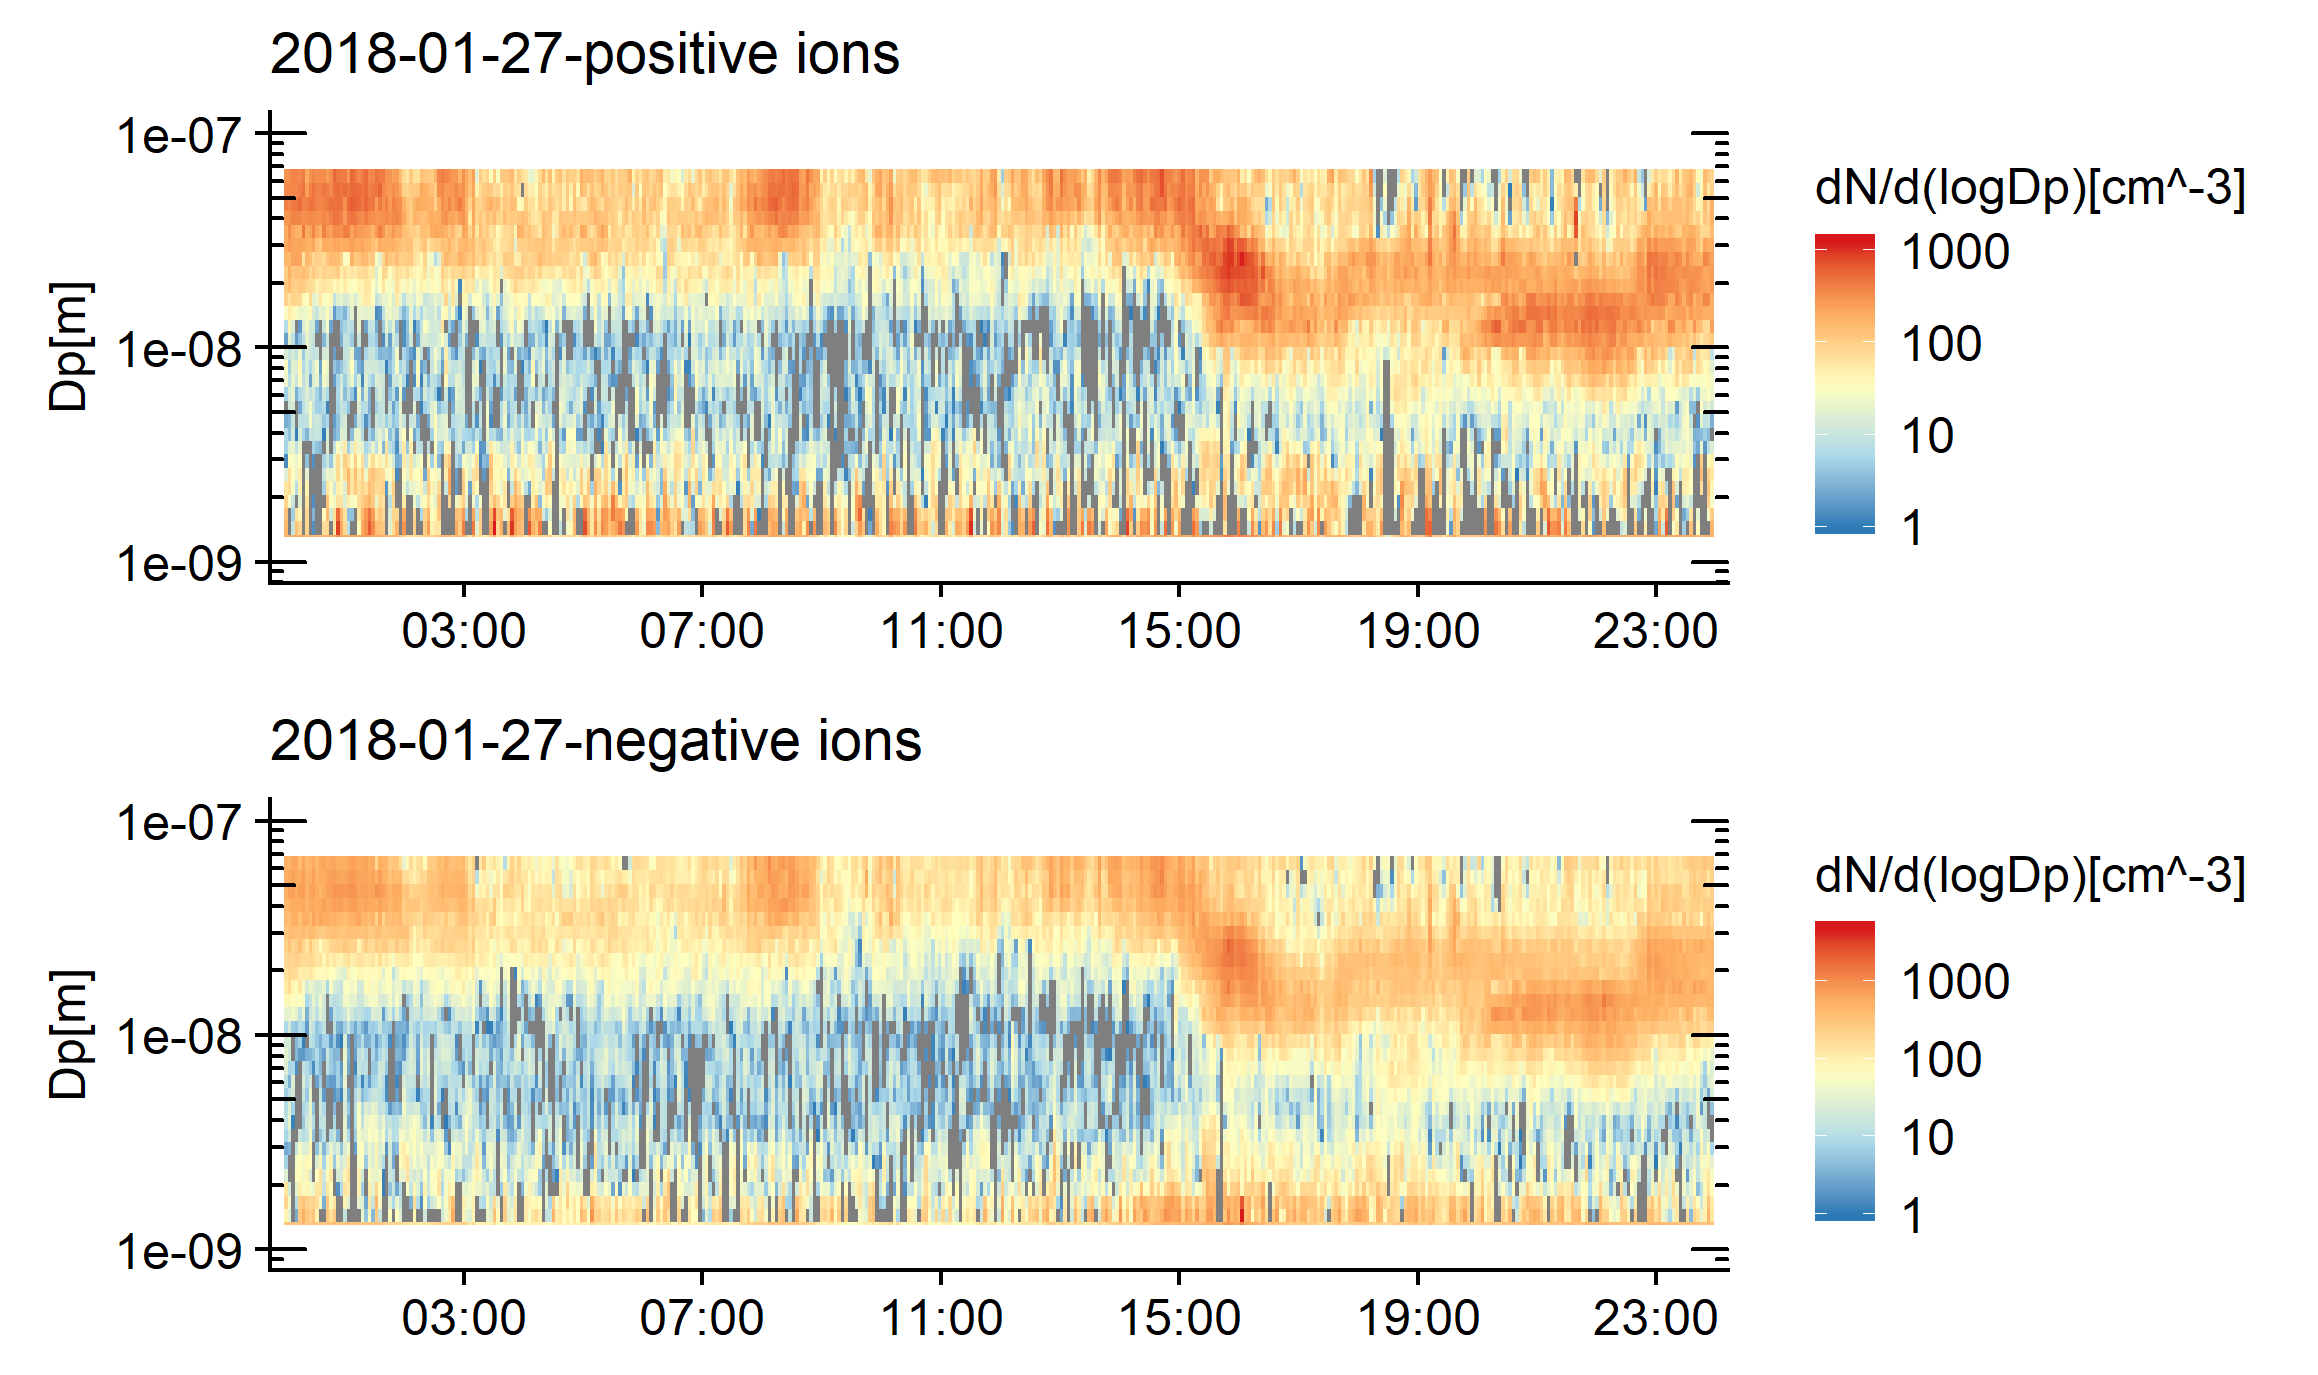 2018-01-27-positive ions
1e-07
1e-08
1e-09
Dp[m]
03:00 07:00 11:00 15:00 19:00 23:00
dN/d(logDp)[cm^-3]
1000
100
10
1
2018-01-27-negative ions
1e-07
1e-08
1e-09
Dp[m]
03:00 07:00 11:00 15:00 19:00 23:00
dN/d(logDp)[cm^-3]
1000
100
10
1